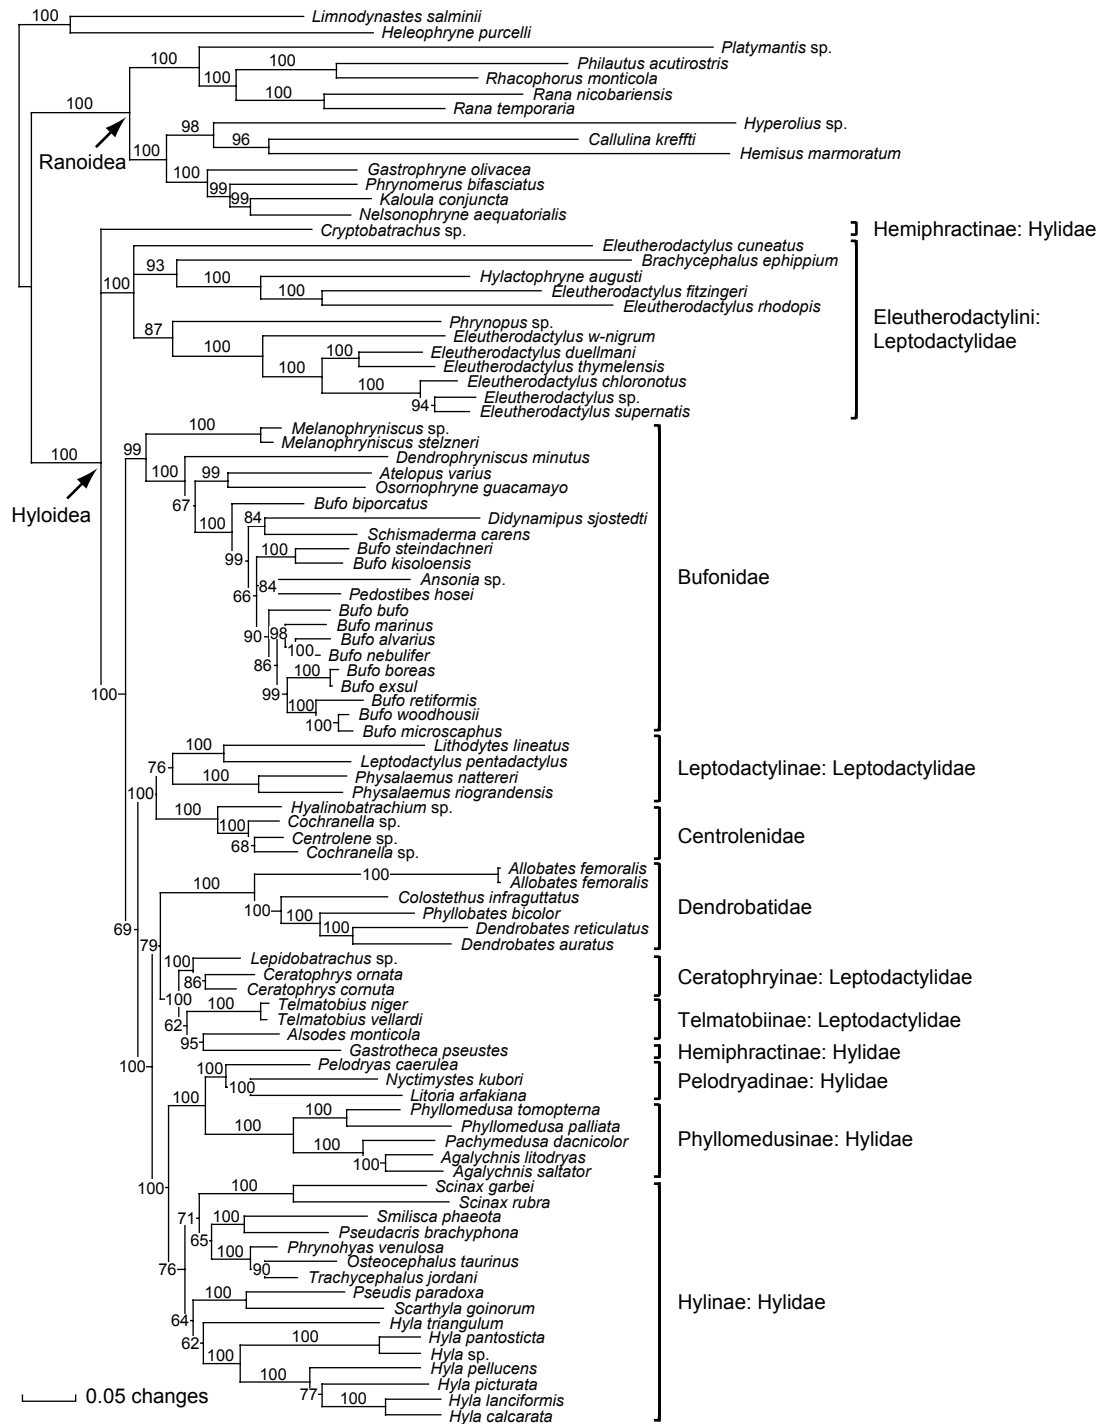 100
Limnodynastes salminii
Heleophryne purcelli
Platymantis sp.
100
100
Philautus acutirostris
100
Rhacophorus monticola
100
Rana nicobariensis
Rana temporaria
100
98
Hyperolius sp.
96
Callulina kreffti
Ranoidea
100
Hemisus marmoratum
100
Gastrophryne olivacea
99
Phrynomerus bifasciatus
99
Kaloula conjuncta
Nelsonophryne aequatorialis
Cryptobatrachus sp.
Hemiphractinae: Hylidae
Eleutherodactylus cuneatus
93
Brachycephalus ephippium
100
100
Hylactophryne augusti
100
Eleutherodactylus fitzingeri
Eleutherodactylus rhodopis
Eleutherodactylini:
Leptodactylidae
87
Phrynopus sp.
Eleutherodactylus w-nigrum
100
100
Eleutherodactylus duellmani
100
Eleutherodactylus thymelensis
100
Eleutherodactylus chloronotus
94
Eleutherodactylus sp.
Eleutherodactylus supernatis
100
Melanophryniscus sp.
100
99
Melanophryniscus stelzneri
Dendrophryniscus minutus
100
99
Atelopus varius
Hyloidea
67
Osornophryne guacamayo
Bufo biporcatus
100
84
Didynamipus sjostedti
Schismaderma carens
99
100
Bufo steindachneri
Bufo kisoloensis
Bufonidae
84
Ansonia sp.
66
Pedostibes hosei
Bufo bufo
90
98
Bufo marinus
Bufo alvarius
100
Bufo nebulifer
86
100
Bufo boreas
Bufo exsul
100
99
100
Bufo retiformis
Bufo woodhousii
100
Bufo microscaphus
100
Lithodytes lineatus
76
Leptodactylus pentadactylus
Leptodactylinae: Leptodactylidae
100
Physalaemus nattereri
100
Physalaemus riograndensis
100
Hyalinobatrachium sp.
100
Cochranella sp.
Centrolenidae
68
Centrolene sp.
Cochranella sp.
100
100
Allobates femoralis
Allobates femoralis
Colostethus infraguttatus
Dendrobatidae
100
100
Phyllobates bicolor
69
100
Dendrobates reticulatus
79
Dendrobates auratus
100
Lepidobatrachus sp.
86
Ceratophrys ornata
Ceratophryinae: Leptodactylidae
Ceratophrys cornuta
100
100
Telmatobius niger
62
Telmatobius vellardi
Telmatobiinae: Leptodactylidae
95
Alsodes monticola
Gastrotheca pseustes
Hemiphractinae: Hylidae
100
100
Pelodryas caerulea
100
Nyctimystes kubori
Pelodryadinae: Hylidae
Litoria arfakiana
100
100
Phyllomedusa tomopterna
100
Phyllomedusa palliata
100
Pachymedusa dacnicolor
Phyllomedusinae: Hylidae
100
Agalychnis litodryas
Agalychnis saltator
100
100
Scinax garbei
Scinax rubra
71
100
Smilisca phaeota
65
Pseudacris brachyphona
100
Phrynohyas venulosa
76
90
Osteocephalus taurinus
Trachycephalus jordani
100
Pseudis paradoxa
Scarthyla goinorum
Hylinae: Hylidae
64
Hyla triangulum
62
100
Hyla pantosticta
100
Hyla sp.
100
Hyla pellucens
77
Hyla picturata
0.05 changes
100
Hyla lanciformis
Hyla calcarata